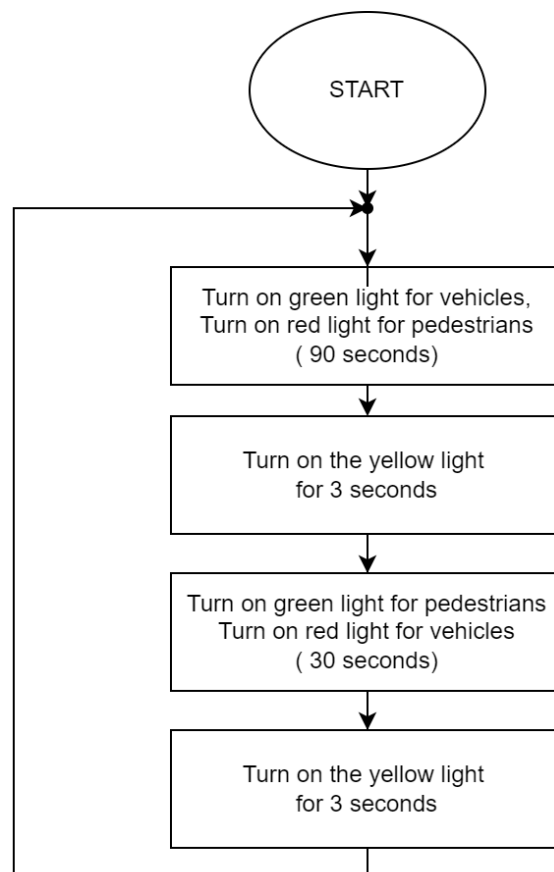 START
Turn on green light for vehicles,
Turn on red light for pedestrians
( 90 seconds)
Turn on the yellow light
for 3 seconds
Turn on green light for pedestrians
Turn on red light for vehicles
( 30 seconds)
Turn on the yellow light
for 3 seconds